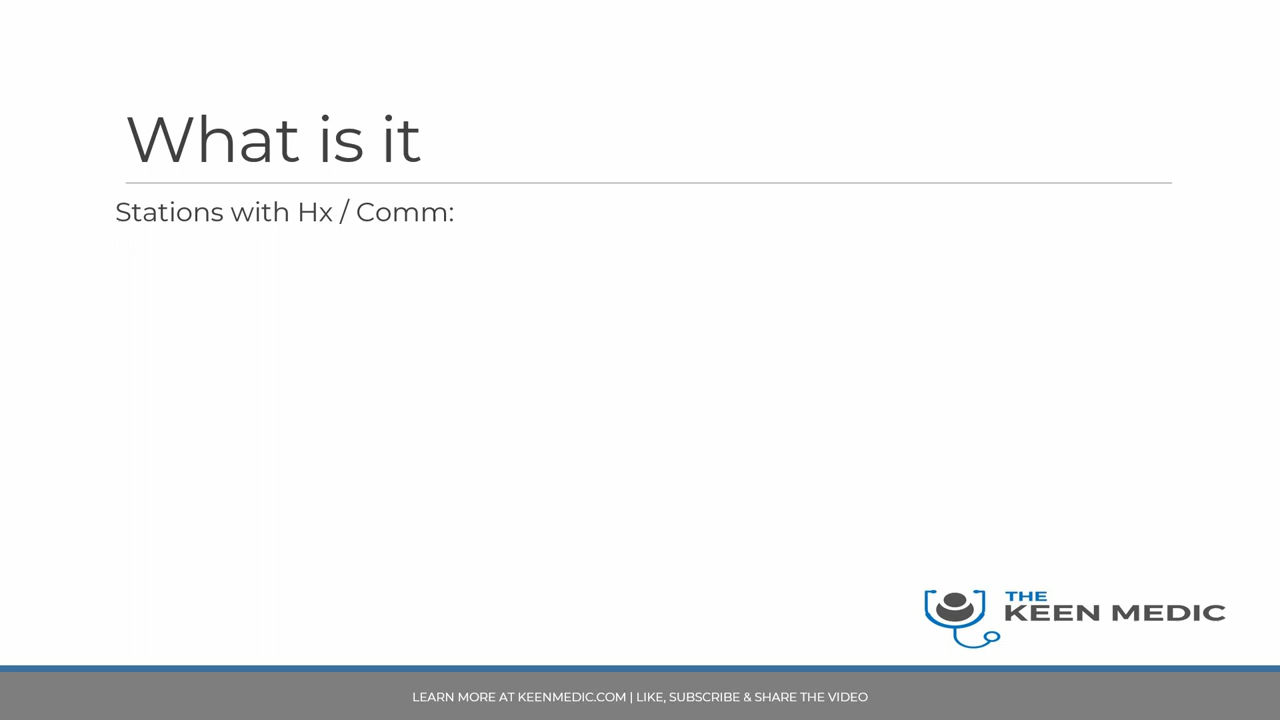 What is it
Stations with Hx / Comm:
THE
KEEN MEDIC
LEARN MORE AT KEENMEDIC.COM | LIKE, SUBSCRIBE & SHARE THE VIDEO